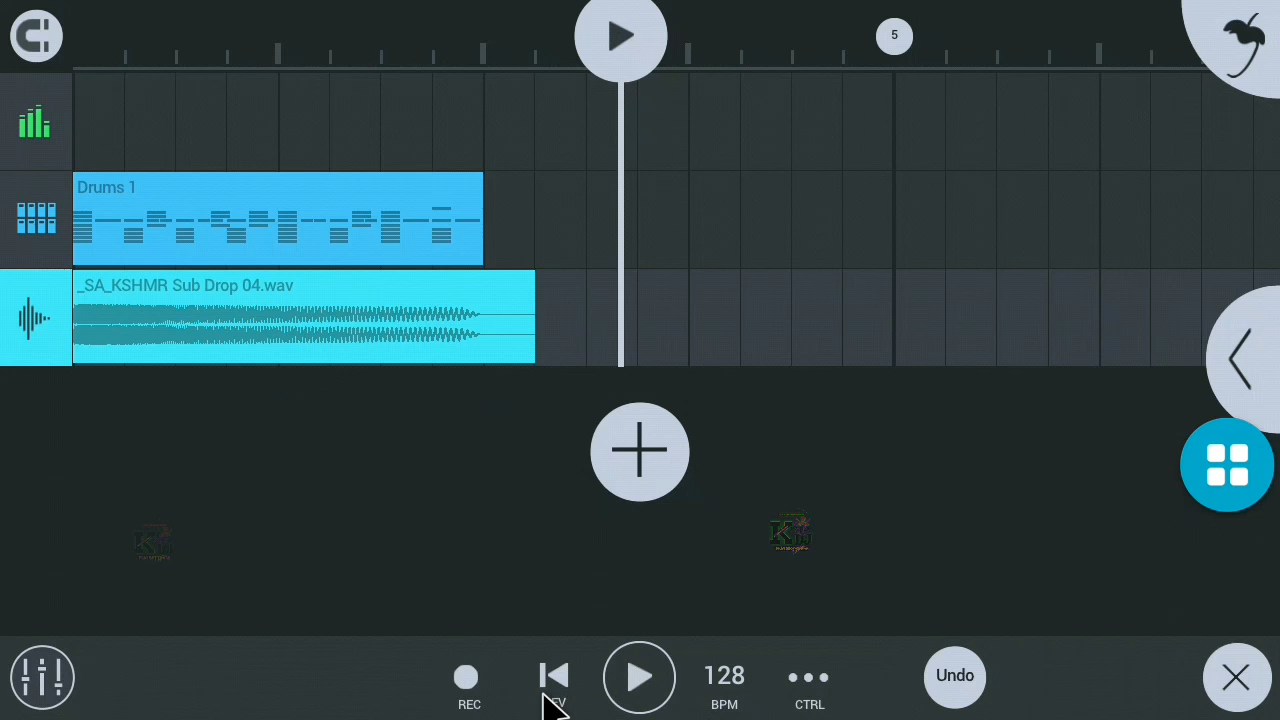 5
Drums 1
_SA_KSHMR Sub Drop 04.wav
128
Undo
REC
BPM
CTRL